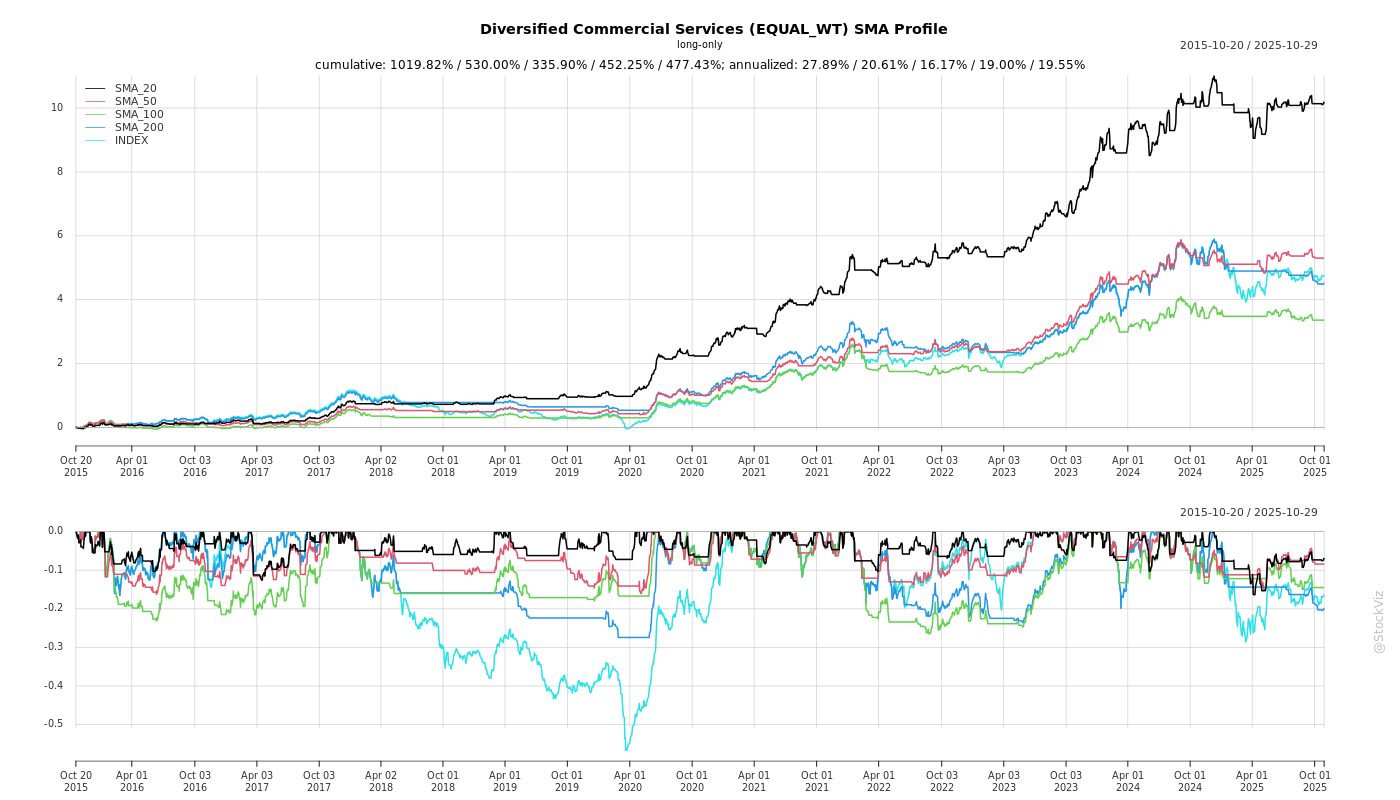 Diversified Commercial Services (EQUAL_WT) SMA Profile
long-only
2015-10-20 / 2025-10-29
cumulative: 1019.82% / 530.00% / 335.90% / 452.25% / 477.43%; annualized: 27.89% / 20.61% / 16.17% / 19.00% / 19.55%
SMA_20
SMA_50
SMA_100
SMA_200
INDEX
10
8
6
4
2
0
Oct 20 Apr 01 Oct 03 Apr 03 Oct 03 Apr 02 Oct 01 Apr 01 Oct 01 Apr 01 Oct 01 Apr 01 Oct 01 Apr 01 Oct 03 Apr 03 Oct 03 Apr 01 Oct 01 Apr 01 Oct 01
2015 2016 2016 2017 2017 2018 2018 2019 2019 2020 2020 2021 2021 2022 2022 2023 2023 2024 2024 2025 2025
2015-10-20 / 2025-10-29
0.0
-0.1
-0.2
-0.3
-0.4
-0.5
Oct 20 Apr 01 Oct 03 Apr 03 Oct 03 Apr 02 Oct 01 Apr 01 Oct 01 Apr 01 Oct 01 Apr 01 Oct 01 Apr 01 Oct 03 Apr 03 Oct 03 Apr 01 Oct 01 Apr 01 Oct 01
2015 2016 2016 2017 2017 2018 2018 2019 2019 2020 2020 2021 2021 2022 2022 2023 2023 2024 2024 2025 2025
@StockViz